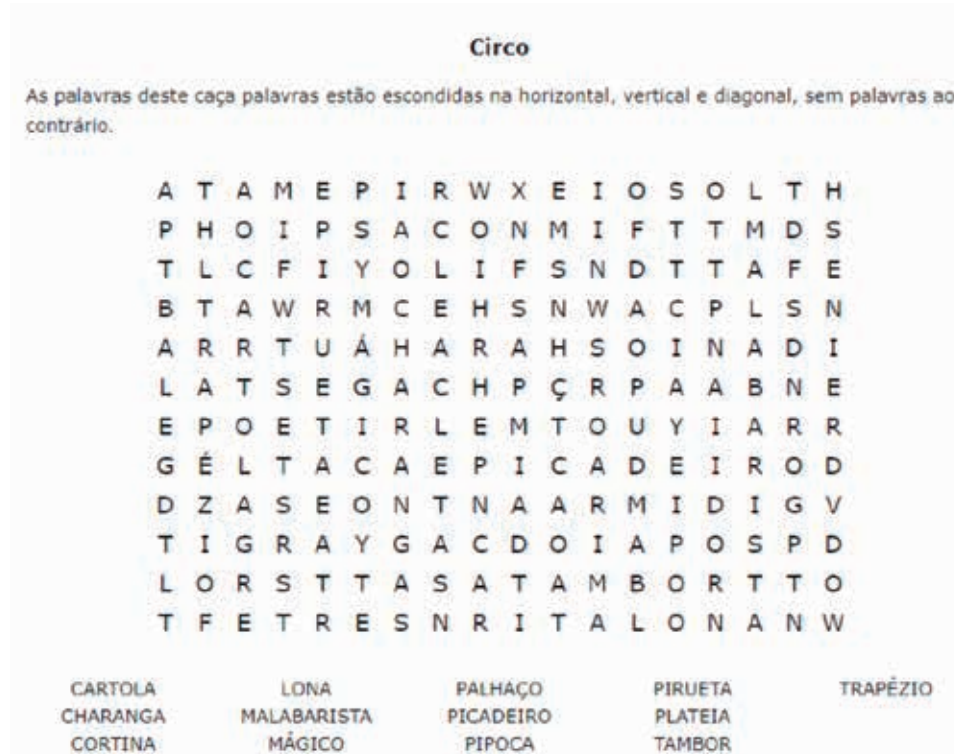 Circo
As palavras deste caça palavras estão escondidas na horizontal, vertical e diagonal, sem palavras ao
contrário.
A T A M E P I R W X E I O S O L T H
P H O I P S A C O N M I F T T M D S
T L C F I Y O L I F S N D T T A F E
B T A W R M C E H S N W A C P L S N
A R R T U Á H A R A H S O I N A D I
L A T S E G A C H P Ç R P A A B N E
E P O E T I R L E M T O U Y I A R R
G É L T A C A E P I C A D E I R O D
D Z A S E O N T N A A R M I D I G V
T I G R A Y G A C D O I A P O S P D
L O R S T T A S A T A M B O R T T O
T F E T R E S N R I T A L O N A N W
CARTOLA LONA PALHAÇO PIRUETA TRAPÉZIO
CHARANGA MALABARISTA PICADEIRO PLATEIA
CORTINA MÁGICO PIPOCA TAMBOR